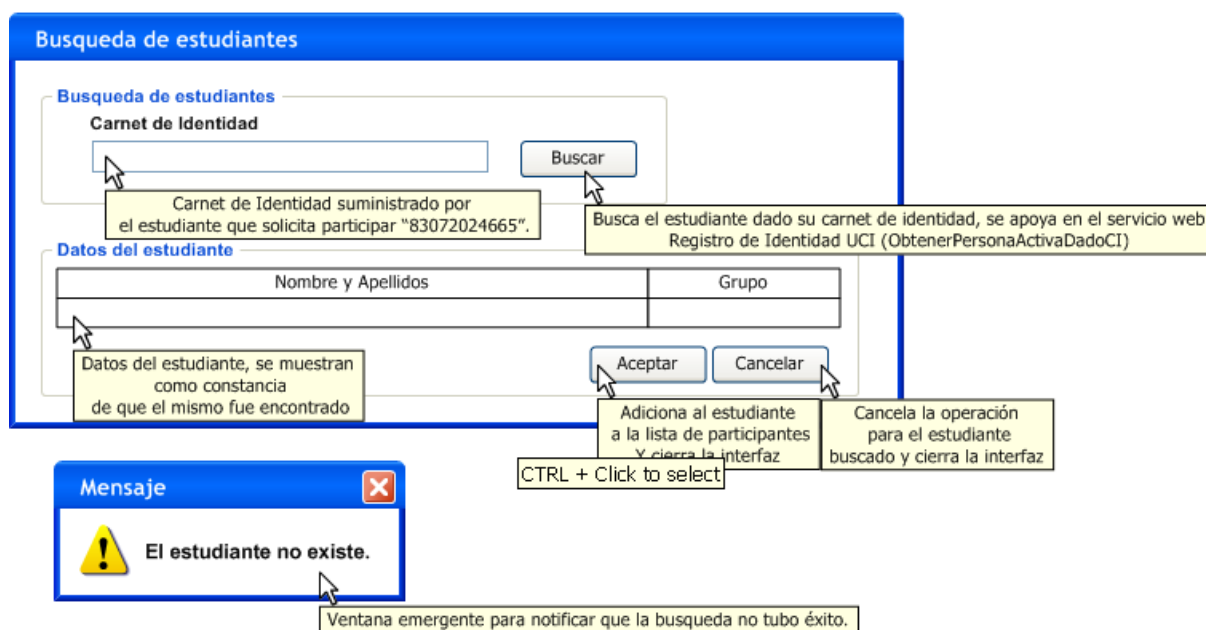 Busqueda de estudiantes
Busqueda de estudiantes
Carnet de Identidad
Buscar
Carnet de Identidad suministrado por
el estudiante que solicita participar “83072024665”.
Busca el estudiante dado su carnet de identidad, se apoya en el servicio web
Registro de Identidad UCI (ObtenerPersonaActivaDadoCI)
Datos del estudiante
Nombre y Apellidos
Grupo
Datos del estudiante, se muestran
como constancia
de que el mismo fue encontrado
Aceptar
Cancelar
Adiciona al estudiante
a la lista de participantes
Y cierra la interfaz
Cancela la operación
para el estudiante
buscado y cierra la interfaz
CTRL + Click to select
Mensaje
El estudiante no existe.
Ventana emergente para notificar que la busqueda no tubo éxito.